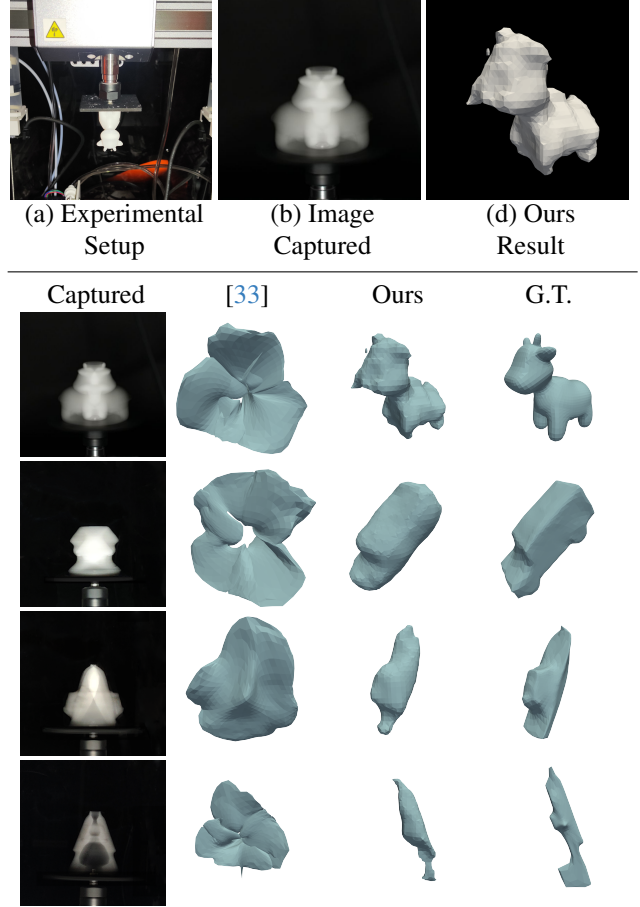 (a) Experimental
Setup
(b) Image
Captured
(d) Ours
Result
Captured [33] Ours G.T.